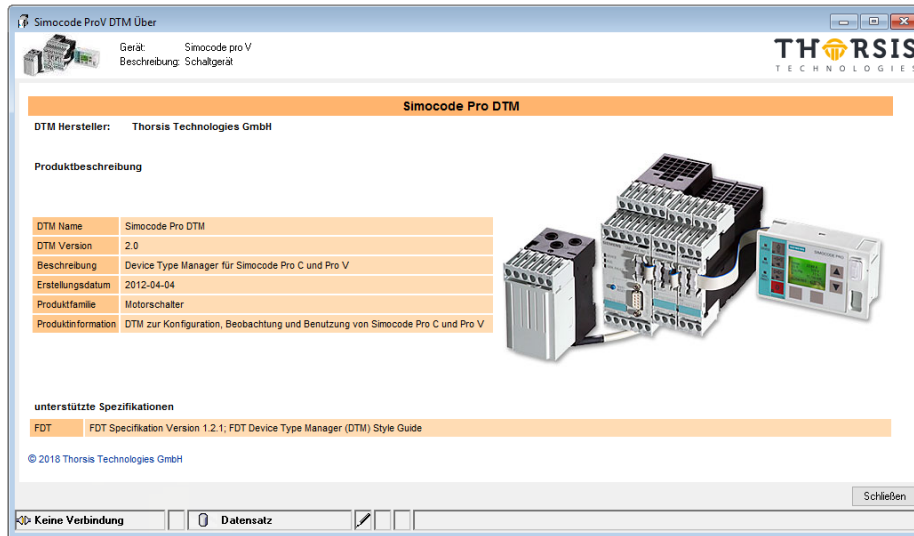 Simocode ProV DTM Über
Gerät: Simocode pro V
Beschreibung: Schaltgerät
THORSIS
TECHNOLOGIES
Simocode Pro DTM
DTM Hersteller: Thorsis Technologies GmbH
Produktbeschreibung
DTM Name Simocode Pro DTM
DTM Version 2.0
Beschreibung Device Type Manager für Simocode Pro C und Pro V
Erstellungsdatum 2012-04-04
Produktfamilie Motorschalter
Produktinformation DTM zur Konfiguration, Beobachtung und Benutzung von Simocode Pro C und Pro V
SIEMENS
SIMOCODE PRO
unterstützte Spezifikationen
FDT FDT Specifikation Version 1.2.1; FDT Device Type Manager (DTM) Style Guide
© 2018 Thorsis Technologies GmbH
Schließen
Keine Verbindung
Datensatz